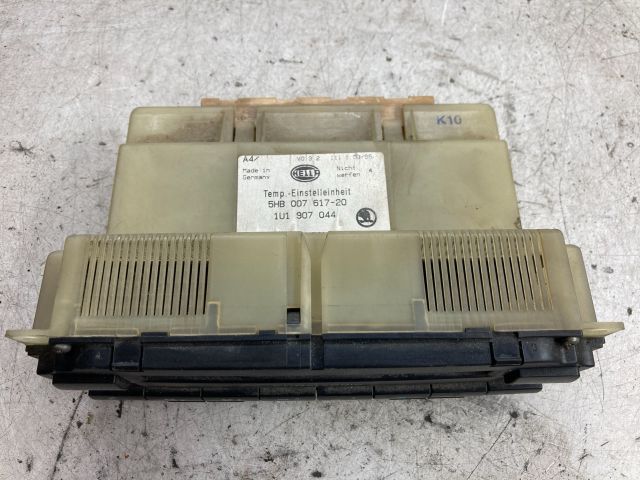 K10
A4/
Made in
Germany
HELLA
Nicht
werfen
Temp.-Einstelleinheit
5HB 007 617-20
1U1 907 044